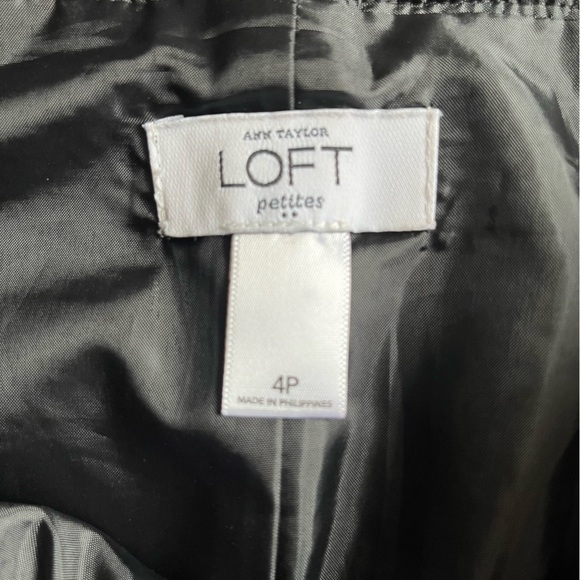 ANN TAYLOR
LOFT
petites
4P
MADE IN PHILIPPINES